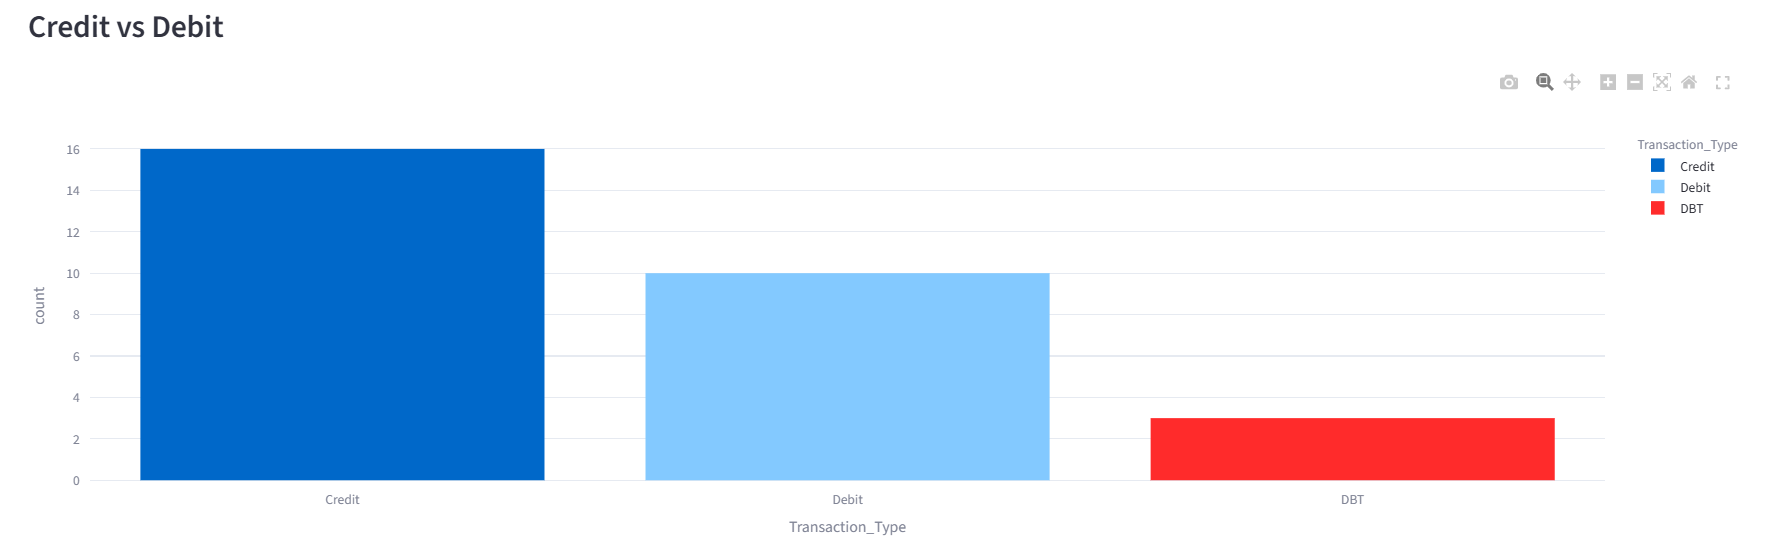 Credit vs Debit
Transaction_Type
Credit
Debit
DBT
16
14
12
10
8
6
4
2
0
count
Credit Debit DBT
Transaction_Type